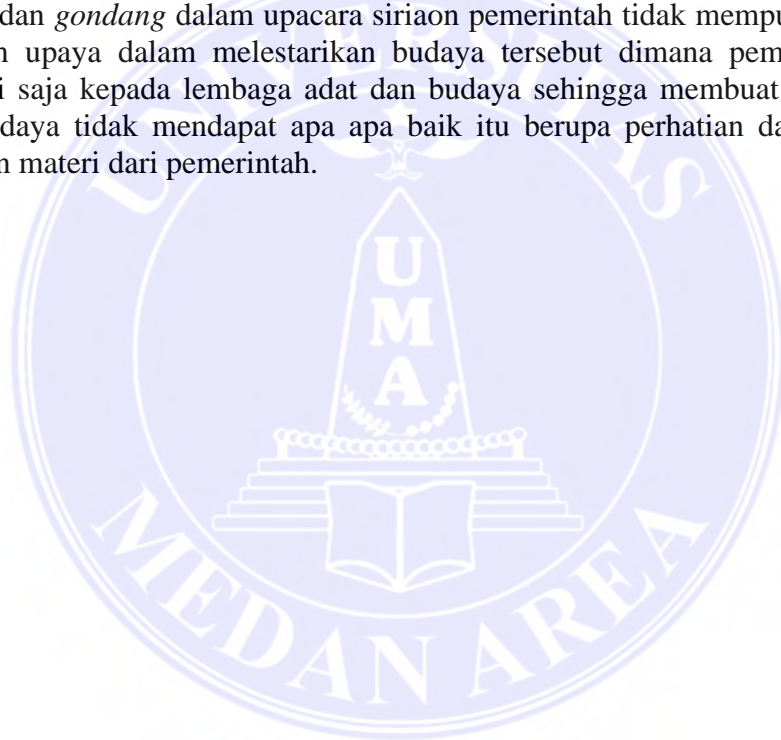 dan gondang dalam upacara siriaon pemerintah tidak mempu
upaya dalam melestarikan budaya tersebut dimana pem
saja kepada lembaga adat dan budaya sehingga membuat
daya tidak mendapat apa apa baik itu berupa perhatian da
n materi dari pemerintah.
UNIVERSITAS
UMA
MEDAN AREA